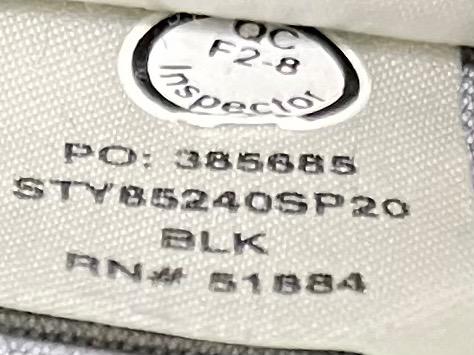 QC
F2-8
Inspector
PO: 385685
STY85240SP20
BLK
RN# 51884